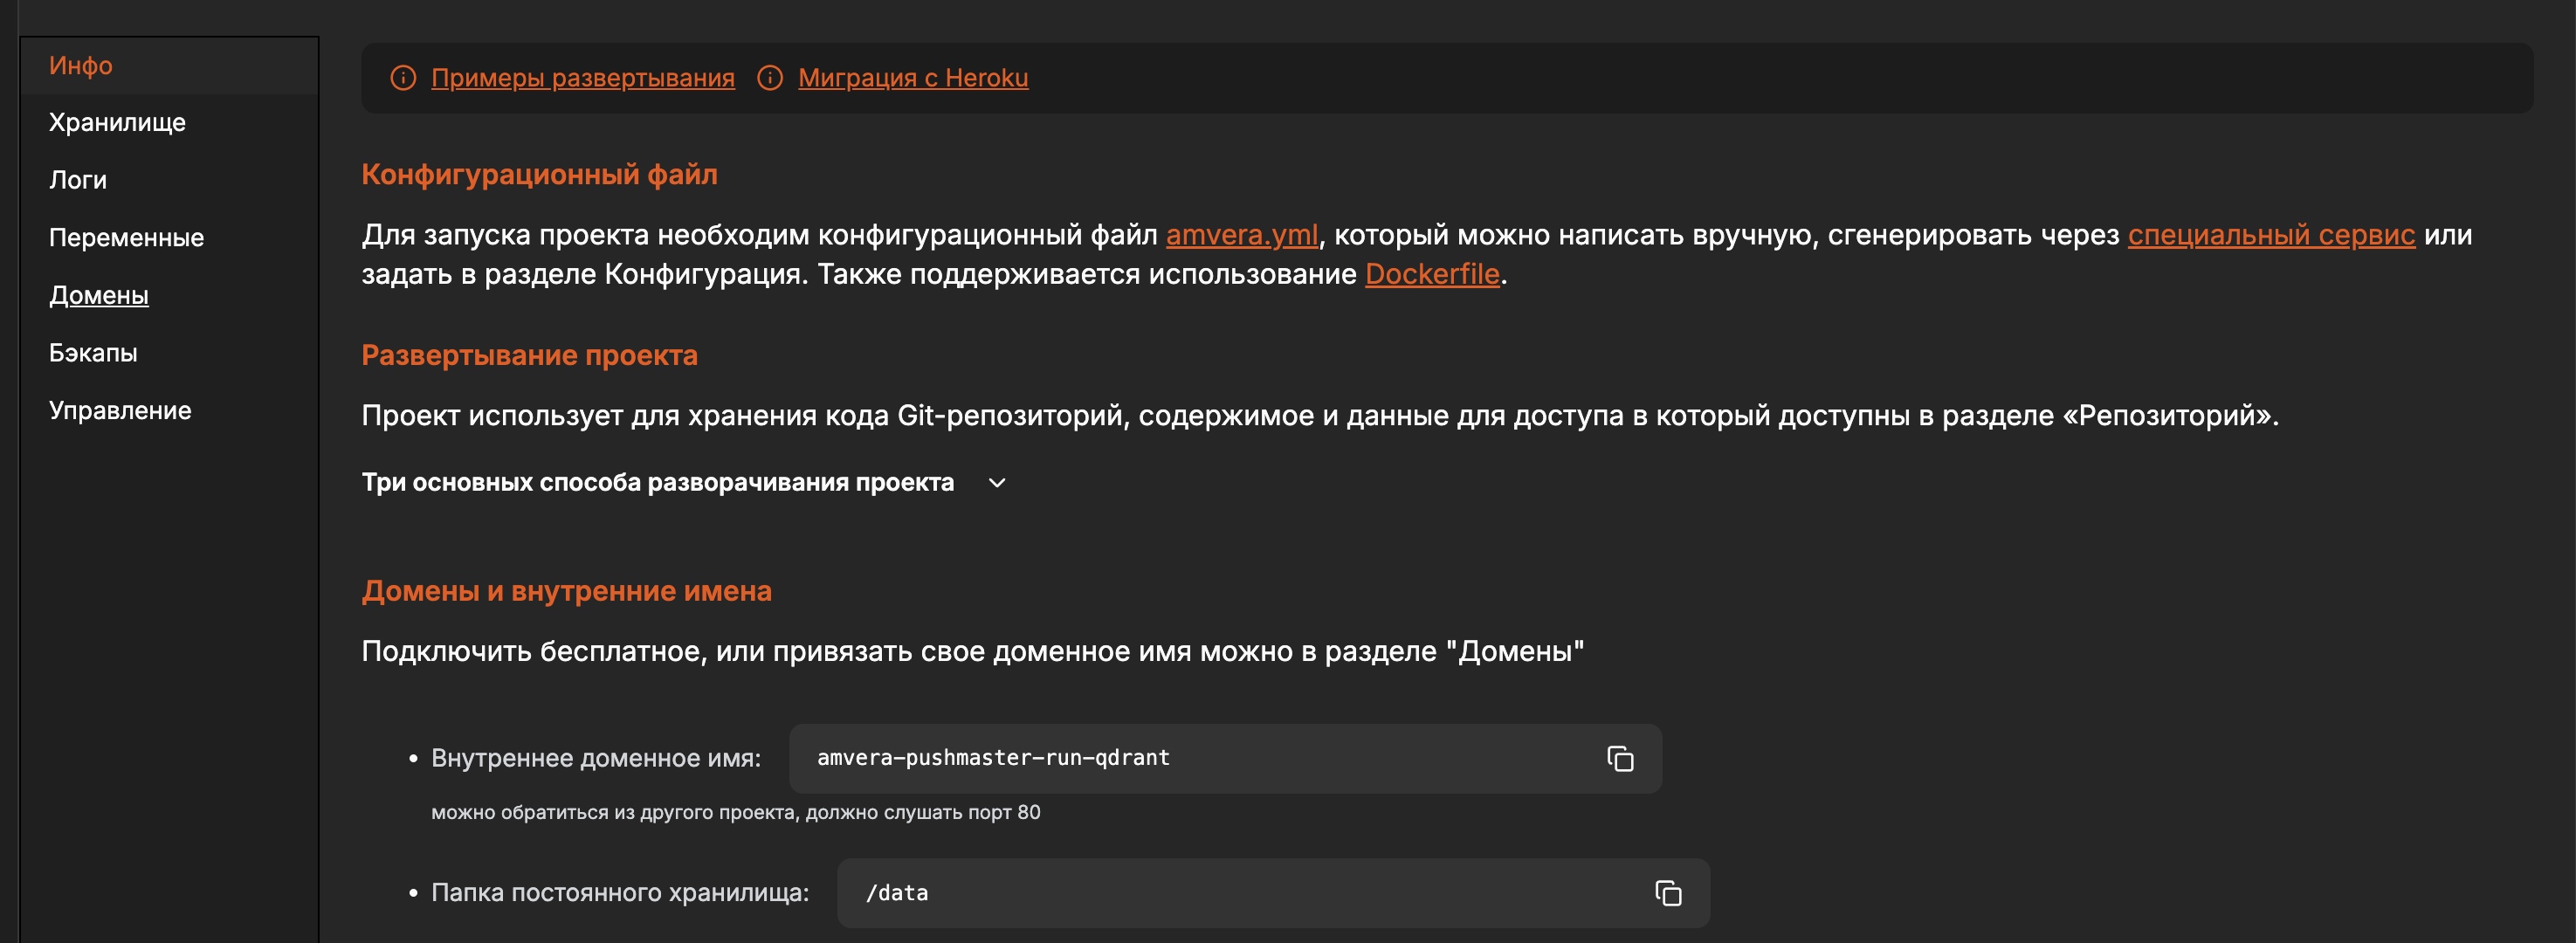 Инфо
Хранилище
Логи
Переменные
Домены
Бэкапы
Управление
Примеры развертывания Миграция с Heroku
Конфигурационный файл
Для запуска проекта необходим конфигурационный файл amvera.yml, который можно написать вручную, сгенерировать через специальный сервис или
задать в разделе Конфигурация. Также поддерживается использование Dockerfile.
Развертывание проекта
Проект использует для хранения кода Git-репозиторий, содержимое и данные для доступа в который доступны в разделе «Репозиторий».
Три основных способа разворачивания проекта
Домены и внутренние имена
Подключить бесплатное, или привязать свое доменное имя можно в разделе "Домены"
• Внутреннее доменное имя: amvera-pushmaster-run-qdrant
можно обратиться из другого проекта, должно слушать порт 80
• Папка постоянного хранилища: /data